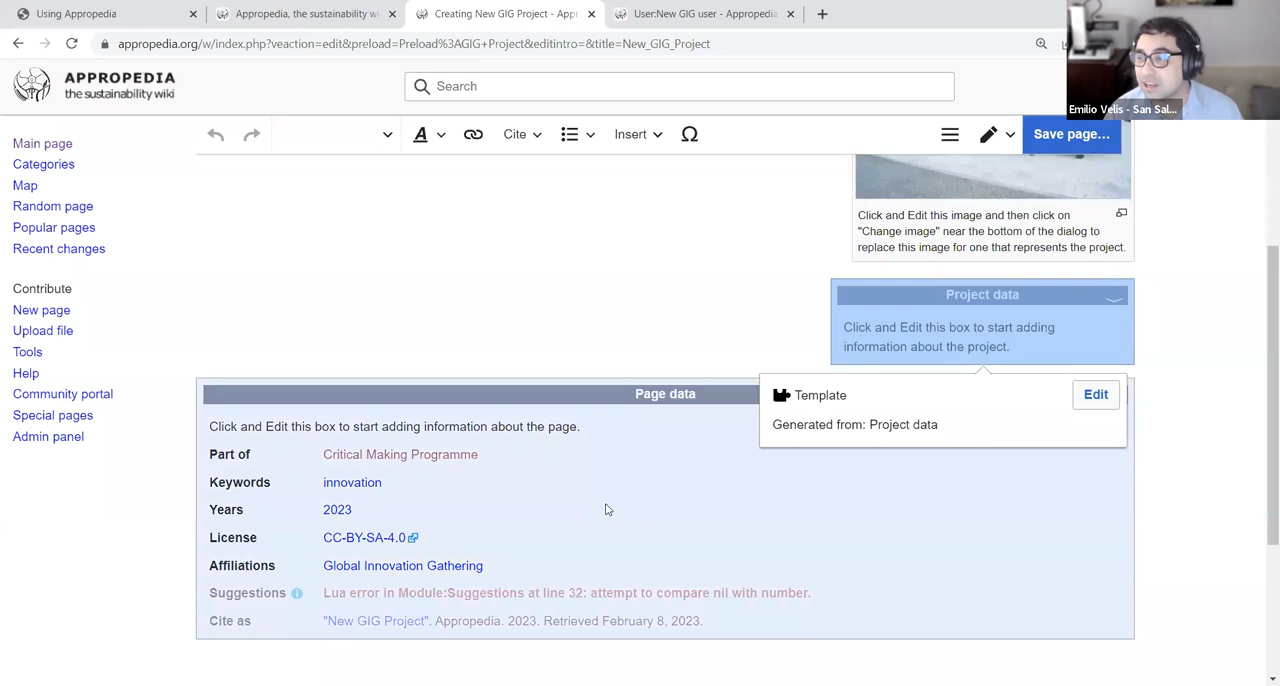 Using Appropedia
Appropedia, the sustainability wi
Creating New GIG Project - Appr
User:New GIG user - Appropedia
appropedia.org/w/index.php?veaction=edit&preload=Preload%3AGIG+Project&editintro=&title=New_GIG_Project
APPROPEDIA
the sustainability wiki
Search
Emilio Velis - San Sal...
Main page
Categories
Map
Random page
Popular pages
Recent changes
Contribute
New page
Upload file
Tools
Help
Community portal
Special pages
Admin panel
A
Cite
Insert
Ω
Save page...
Click and Edit this image and then click on
"Change image" near the bottom of the dialog to
replace this image for one that represents the project.
Project data
Click and Edit this box to start adding
information about the project.
Template
Edit
Generated from: Project data
Page data
Click and Edit this box to start adding information about the page.
Part of Critical Making Programme
Keywords innovation
Years 2023
License CC-BY-SA-4.0
Affiliations Global Innovation Gathering
Suggestions Lua error in Module:Suggestions at line 32: attempt to compare nil with number.
Cite as "New GIG Project". Appropedia. 2023. Retrieved February 8, 2023.